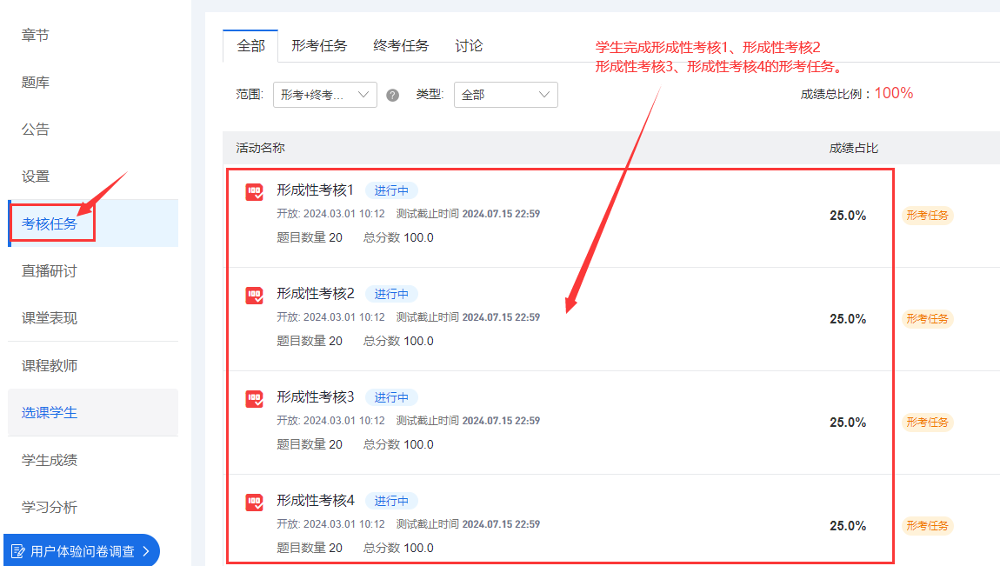 章节
题库
公告
设置
考核任务
直播研讨
课堂表现
课程教师
选课学生
学生成绩
学习分析
用户体验问卷调查
全部 形考任务 终考任务 讨论
学生完成形成性考核1、形成性考核2
形成性考核3、形成性考核4的形考任务。
范围: 形考+终考... ? 类型: 全部 成绩总比例：100%
活动名称 成绩占比
形成性考核1 进行中
开放: 2024.03.01 10:12 测试截止时间 2024.07.15 22:59
题目数量 20 总分数 100.0
25.0% 形考任务
形成性考核2 进行中
开放: 2024.03.01 10:12 测试截止时间 2024.07.15 22:59
题目数量 20 总分数 100.0
25.0% 形考任务
形成性考核3 进行中
开放: 2024.03.01 10:12 测试截止时间 2024.07.15 22:59
题目数量 20 总分数 100.0
25.0% 形考任务
形成性考核4 进行中
开放: 2024.03.01 10:12 测试截止时间 2024.07.15 22:59
题目数量 20 总分数 100.0
25.0% 形考任务